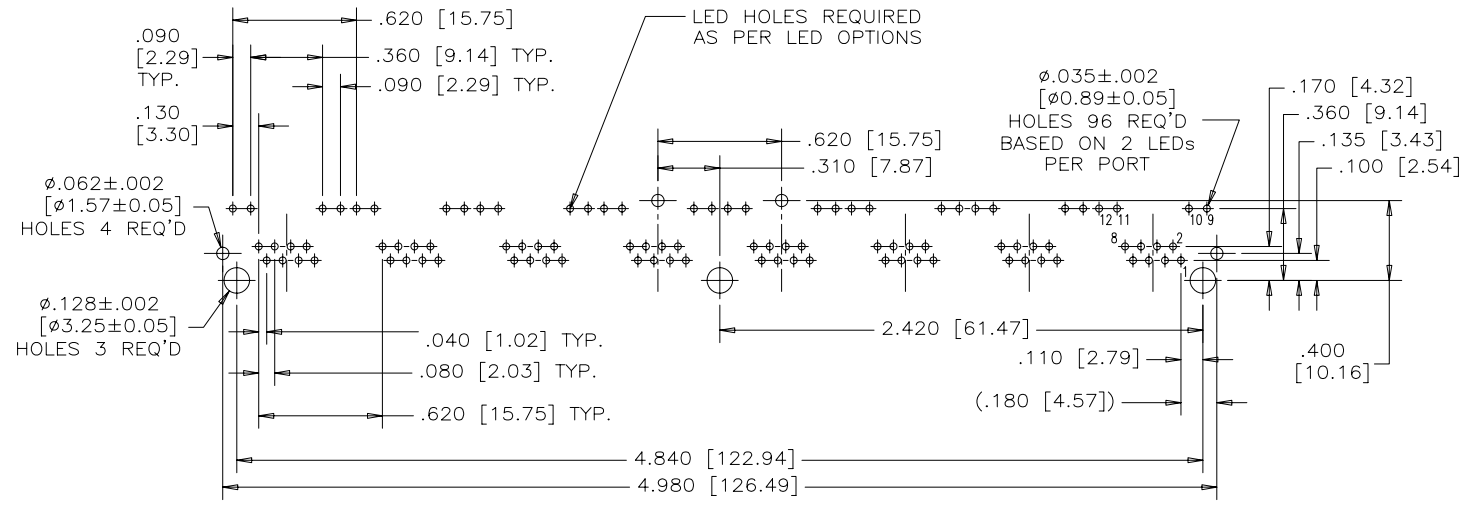 .620 [15.75]
LED HOLES REQUIRED
AS PER LED OPTIONS
.090
[2.29]
TYP.
.360 [9.14] TYP.
.090 [2.29] TYP.
.130
[3.30]
ø.035±.002
[ø0.89±0.05]
HOLES 96 REQ'D
BASED ON 2 LEDs
PER PORT
.170 [4.32]
.360 [9.14]
.135 [3.43]
.100 [2.54]
.620 [15.75]
.310 [7.87]
ø.062±.002
[ø1.57±0.05]
HOLES 4 REQ'D
12 11
10 9
8
2
1
ø.128±.002
[ø3.25±0.05]
HOLES 3 REQ'D
.040 [1.02] TYP.
.080 [2.03] TYP.
.620 [15.75] TYP.
2.420 [61.47]
.110 [2.79]
(.180 [4.57])
.400
[10.16]
4.840 [122.94]
4.980 [126.49]